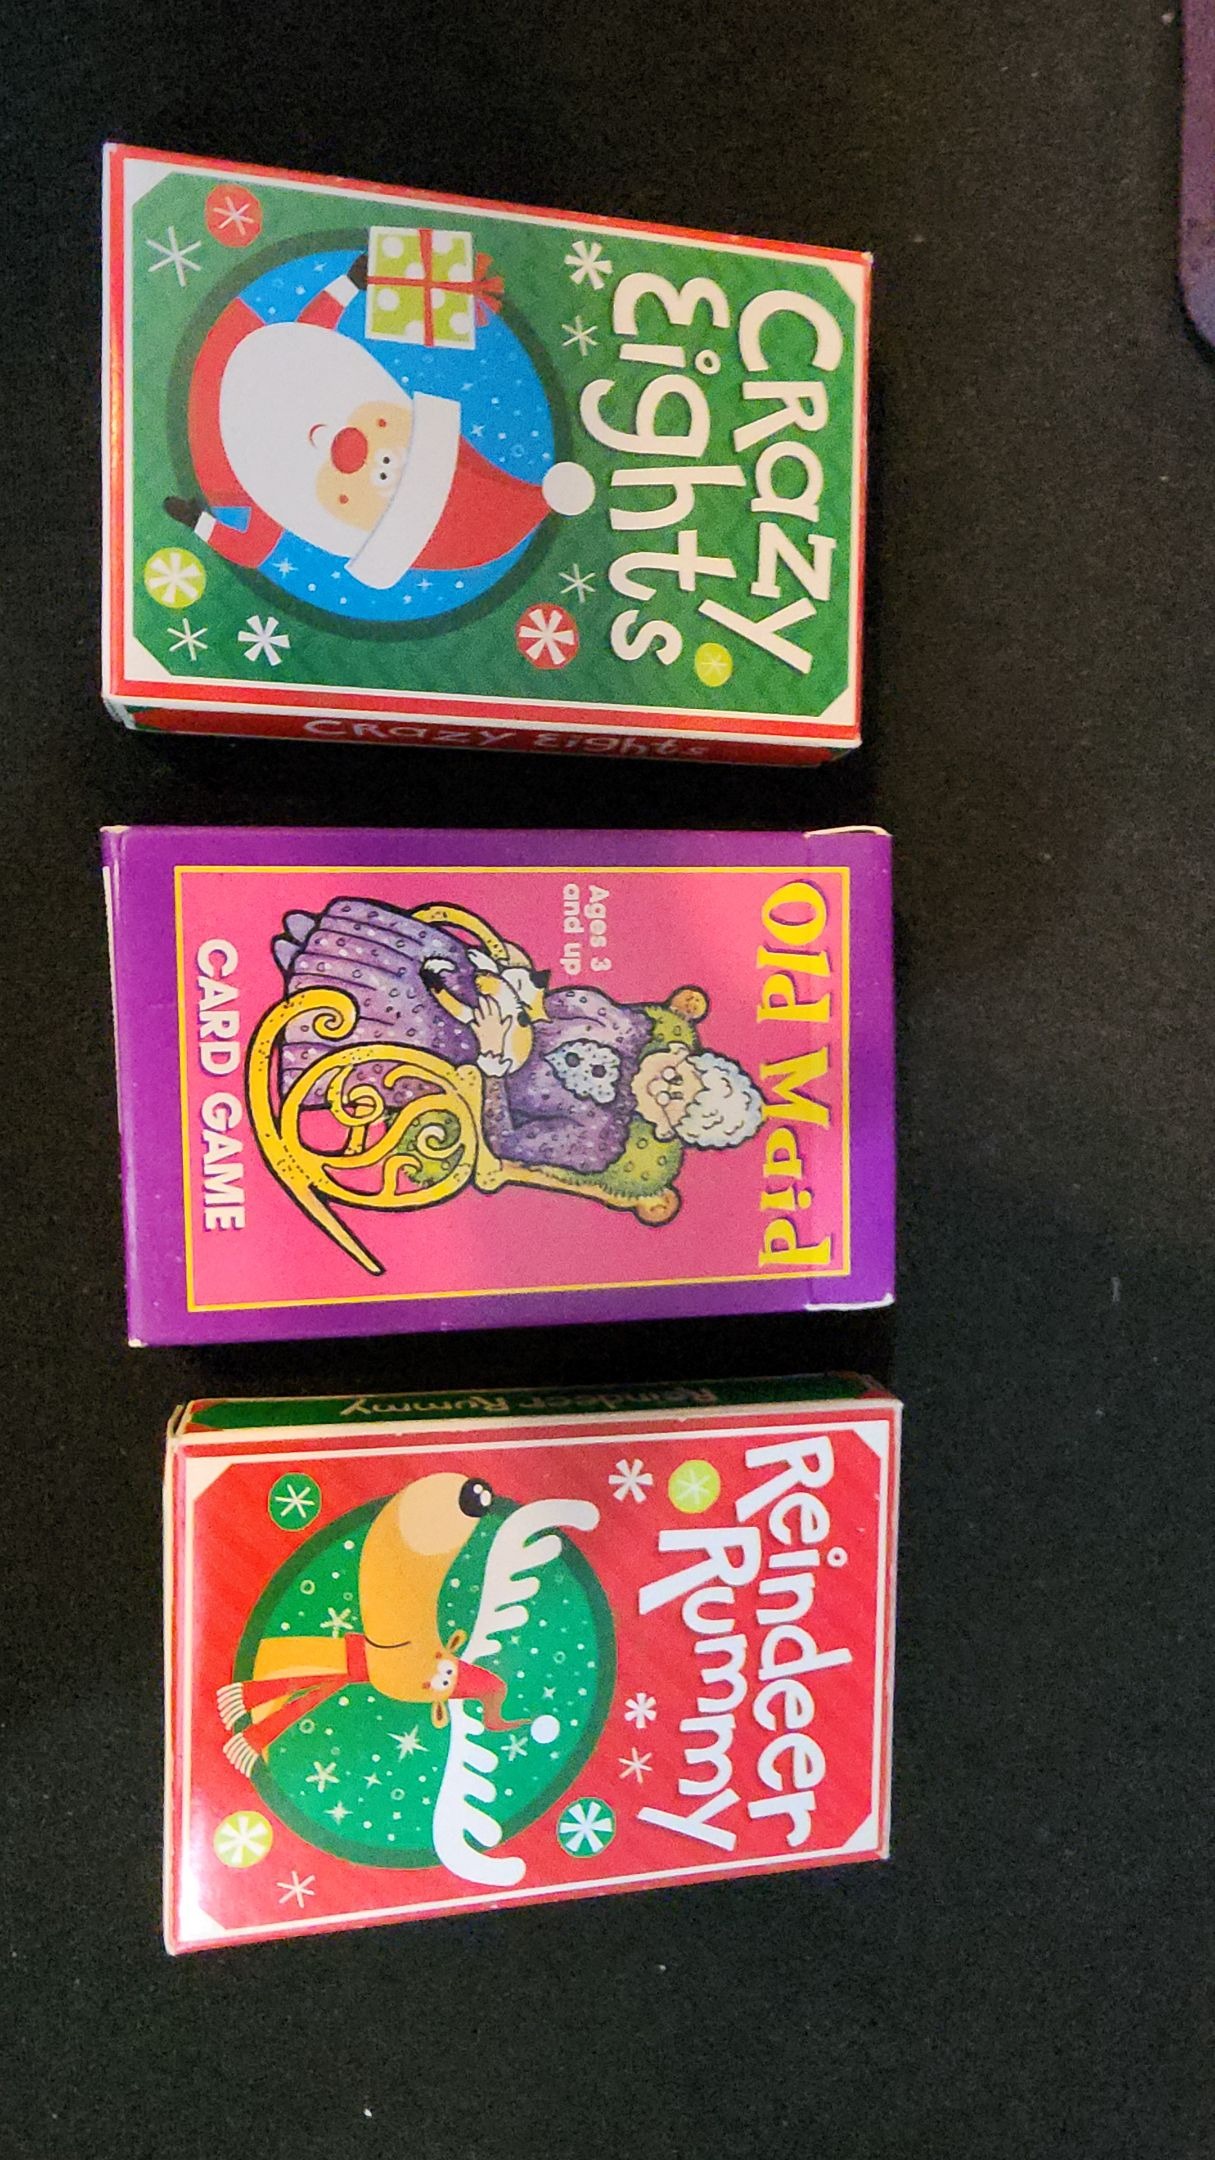 CRazy
Eights
CRazy Eights
Old Maid
Ages 3
and up
CARD GAME
Reindeer Rummy
Reindeer
Rummy